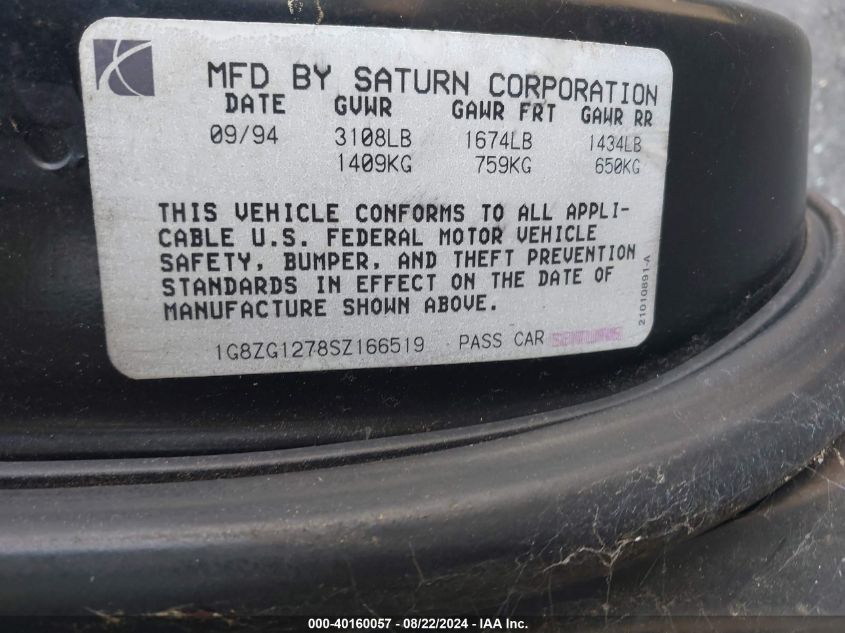 MFD BY SATURN CORPORATION
DATE GVWR GAWR FRT GAWR RR
09/94 3108LB 1674LB 1434LB
1409KG 759KG 650KG
THIS VEHICLE CONFORMS TO ALL APPLI-
CABLE U.S. FEDERAL MOTOR VEHICLE
SAFETY, BUMPER, AND THEFT PREVENTION
STANDARDS IN EFFECT ON THE DATE OF
MANUFACTURE SHOWN ABOVE.
1G8ZG1278SZ166519 PASS CAR
21010891-A
000-40160057 - 08/22/2024 - IAA Inc.